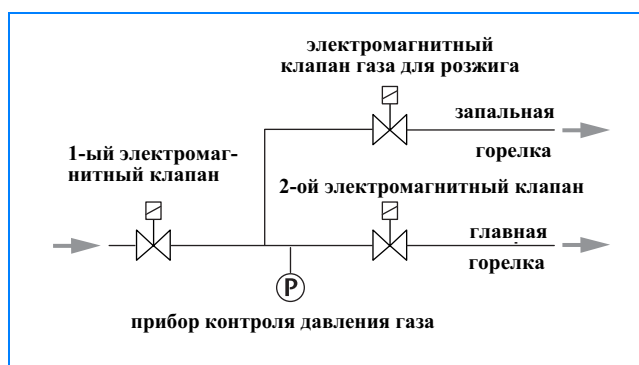 электромагнитный
клапан газа для розжига
запальная
горелка
1-ый электромаг-
нитный клапан
2-ой электромагнитный клапан
главная
горелка
P
прибор контроля давления газа